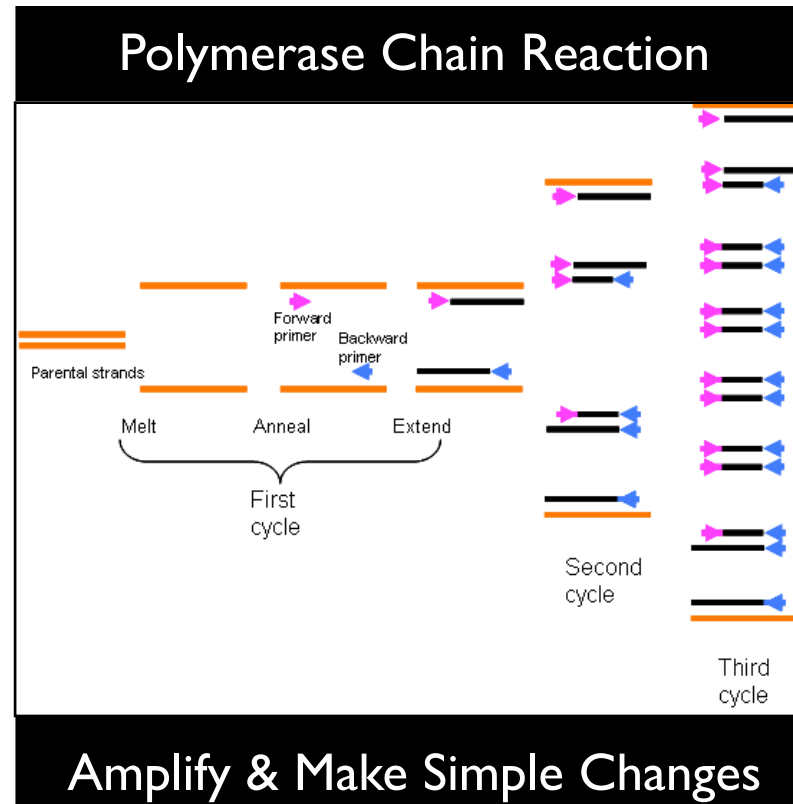 Polymerase Chain Reaction
Forward
primer
Backward
primer
Parental strands
Melt
Anneal
Extend
First
cycle
Second
cycle
Third
cycle
Amplify & Make Simple Changes